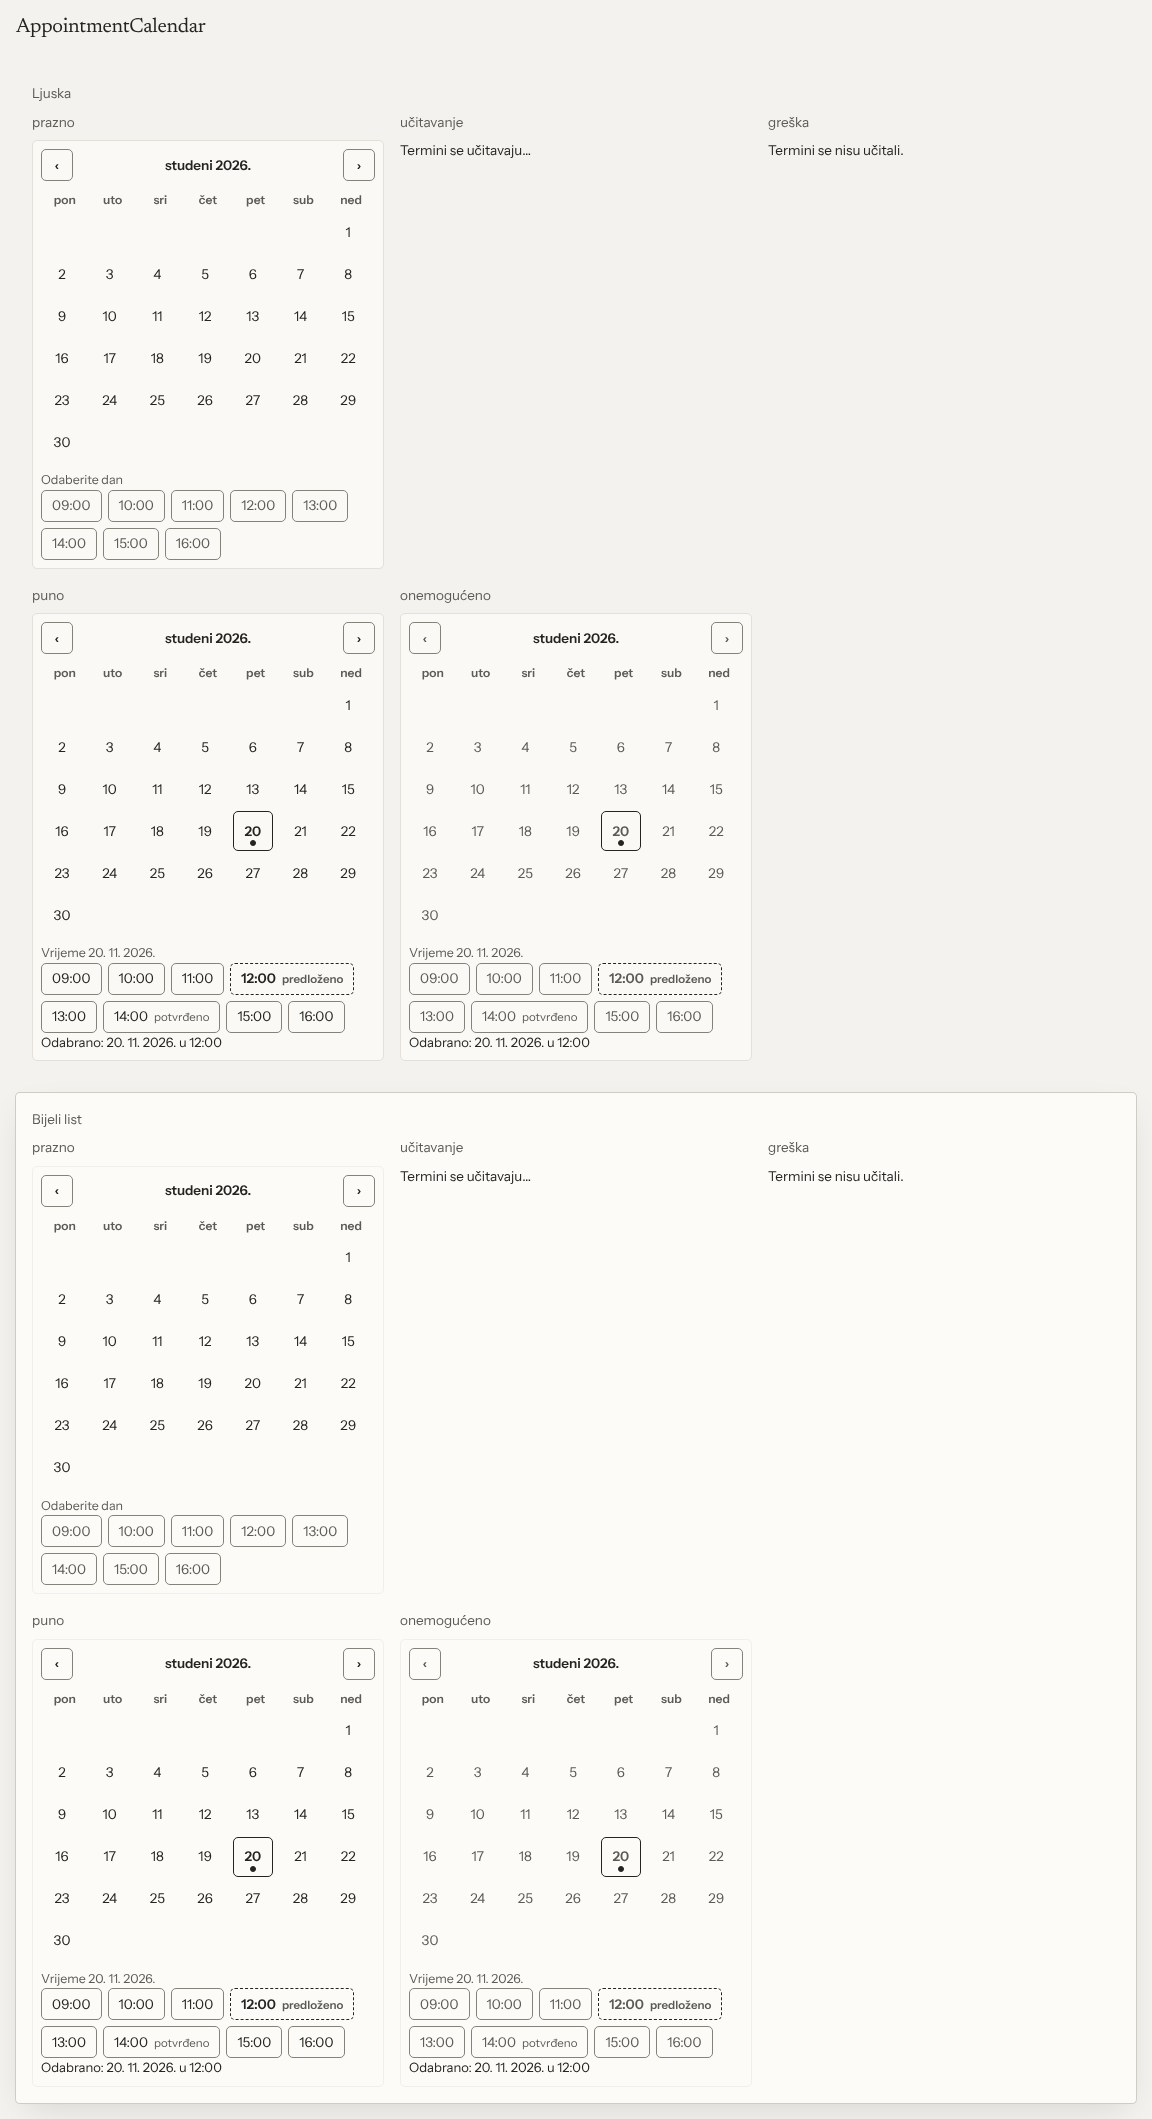 AppointmentCalendar
Ljuska
prazno
učitavanje
greška
‹ studeni 2026. ›
Termini se učitavaju…
Termini se nisu učitali.
pon uto sri čet pet sub ned
1
2 3 4 5 6 7 8
9 10 11 12 13 14 15
16 17 18 19 20 21 22
23 24 25 26 27 28 29
30
Odaberite dan
09:00 10:00 11:00 12:00 13:00
14:00 15:00 16:00
puno
‹ studeni 2026. ›
pon uto sri čet pet sub ned
1
2 3 4 5 6 7 8
9 10 11 12 13 14 15
16 17 18 19 20 21 22
23 24 25 26 27 28 29
30
Vrijeme 20. 11. 2026.
09:00 10:00 11:00 12:00 predloženo
13:00 14:00 potvrđeno 15:00 16:00
Odabrano: 20. 11. 2026. u 12:00
onemogućeno
‹ studeni 2026. ›
pon uto sri čet pet sub ned
1
2 3 4 5 6 7 8
9 10 11 12 13 14 15
16 17 18 19 20 21 22
23 24 25 26 27 28 29
30
Vrijeme 20. 11. 2026.
09:00 10:00 11:00 12:00 predloženo
13:00 14:00 potvrđeno 15:00 16:00
Odabrano: 20. 11. 2026. u 12:00
Bijeli list
prazno
učitavanje
greška
‹ studeni 2026. ›
Termini se učitavaju…
Termini se nisu učitali.
pon uto sri čet pet sub ned
1
2 3 4 5 6 7 8
9 10 11 12 13 14 15
16 17 18 19 20 21 22
23 24 25 26 27 28 29
30
Odaberite dan
09:00 10:00 11:00 12:00 13:00
14:00 15:00 16:00
puno
‹ studeni 2026. ›
pon uto sri čet pet sub ned
1
2 3 4 5 6 7 8
9 10 11 12 13 14 15
16 17 18 19 20 21 22
23 24 25 26 27 28 29
30
Vrijeme 20. 11. 2026.
09:00 10:00 11:00 12:00 predloženo
13:00 14:00 potvrđeno 15:00 16:00
Odabrano: 20. 11. 2026. u 12:00
onemogućeno
‹ studeni 2026. ›
pon uto sri čet pet sub ned
1
2 3 4 5 6 7 8
9 10 11 12 13 14 15
16 17 18 19 20 21 22
23 24 25 26 27 28 29
30
Vrijeme 20. 11. 2026.
09:00 10:00 11:00 12:00 predloženo
13:00 14:00 potvrđeno 15:00 16:00
Odabrano: 20. 11. 2026. u 12:00